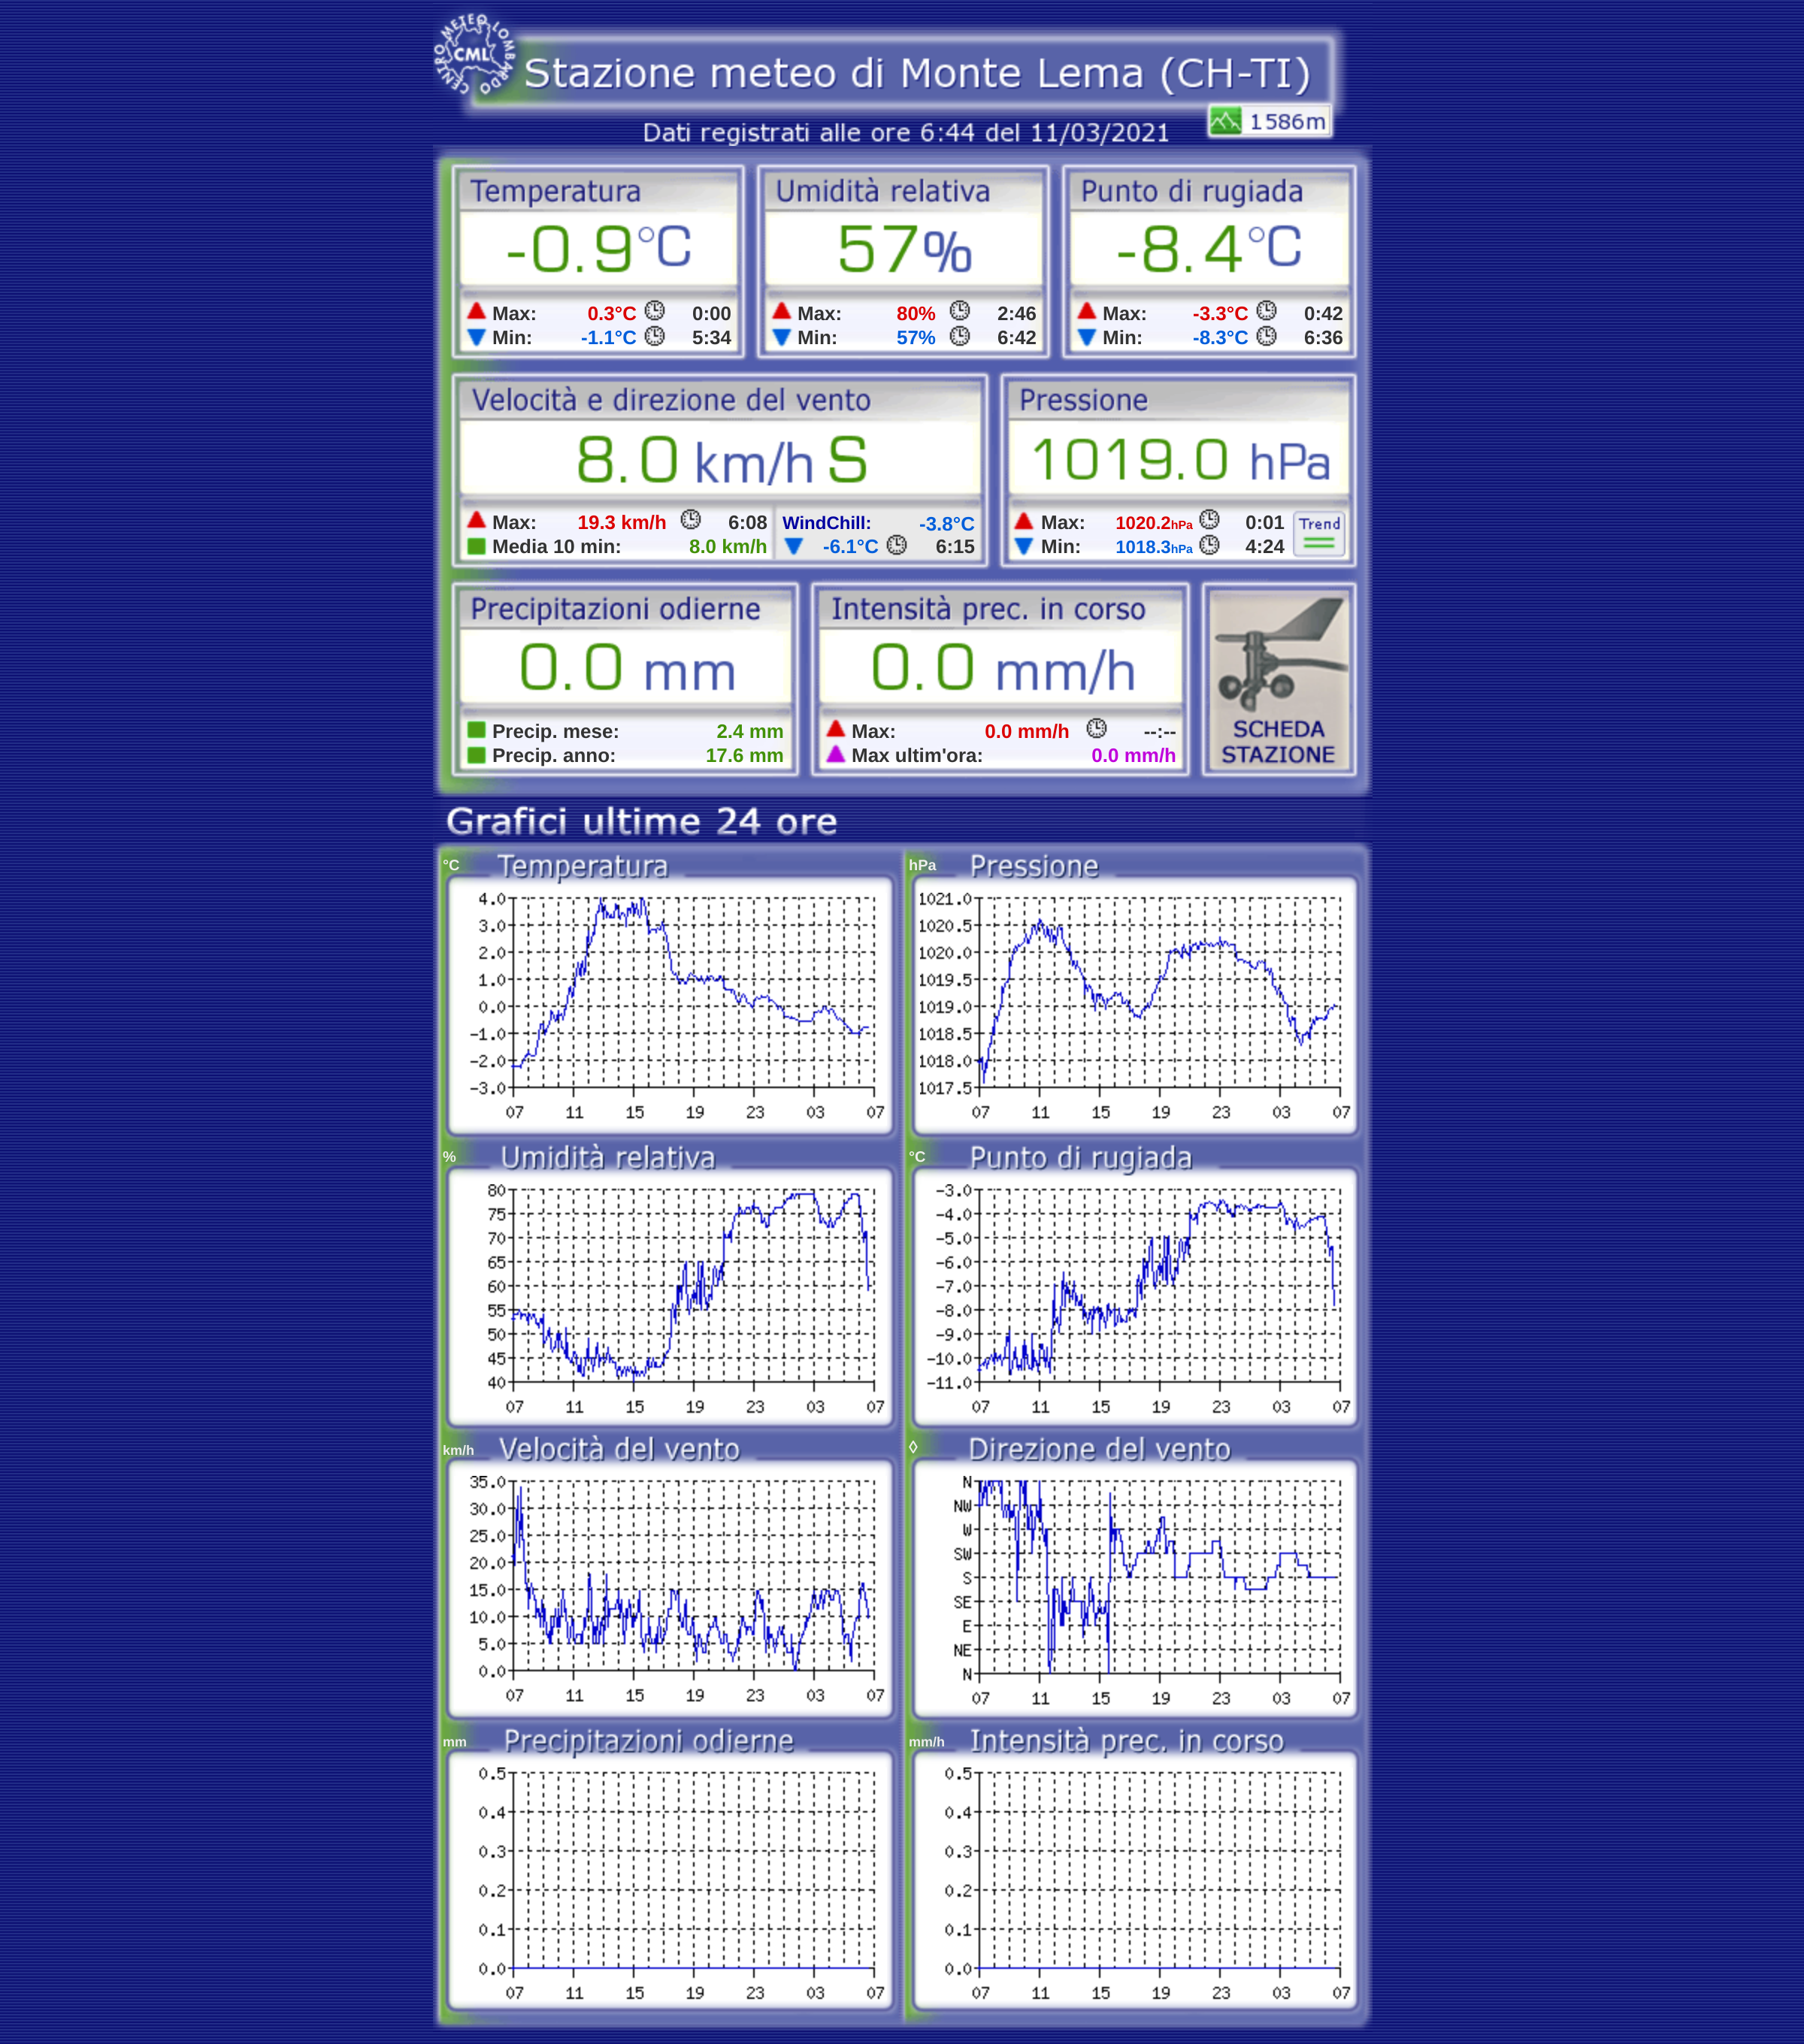 CENTRO METEO LOMBARDO
CML
Stazione meteo di Monte Lema (CH-TI)
1586m
Dati registrati alle ore 6:44 del 11/03/2021
Temperatura
-0.9°C
Max: 0.3°C 0:00
Min: -1.1°C 5:34
Umidità relativa
57%
Max: 80% 2:46
Min: 57% 6:42
Punto di rugiada
-8.4°C
Max: -3.3°C 0:42
Min: -8.3°C 6:36
Velocità e direzione del vento
8.0 km/h S
Max: 19.3 km/h 6:08
Media 10 min: 8.0 km/h
WindChill: -3.8°C
-6.1°C 6:15
Pressione
1019.0 hPa
Max: 1020.2hPa 0:01
Min: 1018.3hPa 4:24
Trend
Precipitazioni odierne
0.0 mm
Precip. mese: 2.4 mm
Precip. anno: 17.6 mm
Intensità prec. in corso
0.0 mm/h
Max: 0.0 mm/h --:--
Max ultim'ora: 0.0 mm/h
SCHEDA
STAZIONE
Grafici ultime 24 ore
°C Temperatura
4.0
3.0
2.0
1.0
0.0
-1.0
-2.0
-3.0
07 11 15 19 23 03 07
hPa Pressione
1021.0
1020.5
1020.0
1019.5
1019.0
1018.5
1018.0
1017.5
07 11 15 19 23 03 07
% Umidità relativa
80
75
70
65
60
55
50
45
40
07 11 15 19 23 03 07
°C Punto di rugiada
-3.0
-4.0
-5.0
-6.0
-7.0
-8.0
-9.0
-10.0
-11.0
07 11 15 19 23 03 07
km/h Velocità del vento
35.0
30.0
25.0
20.0
15.0
10.0
5.0
0.0
07 11 15 19 23 03 07
◊ Direzione del vento
N
NW
W
SW
S
SE
E
NE
N
07 11 15 19 23 03 07
mm Precipitazioni odierne
0.5
0.4
0.3
0.2
0.1
0.0
07 11 15 19 23 03 07
mm/h Intensità prec. in corso
0.5
0.4
0.3
0.2
0.1
0.0
07 11 15 19 23 03 07